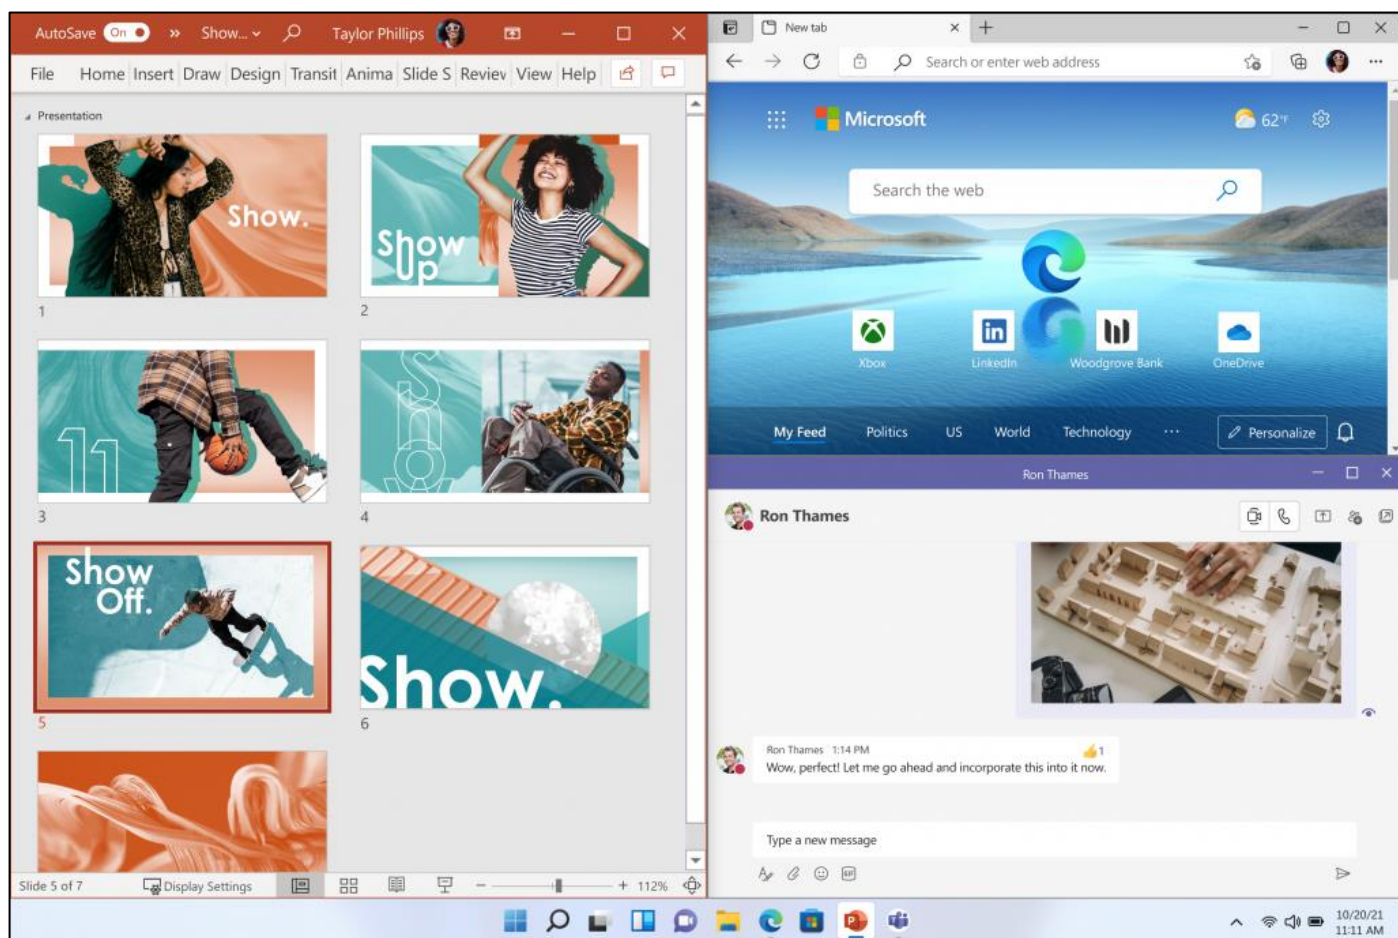 AutoSave On » Show... Taylor Phillips
File Home Insert Draw Design Transit Anima Slide S Review View Help
Presentation
Show.
1
Show
Up
2
11
3
Show
4
Show
Off.
5
Show.
6
Slide 5 of 7 Display Settings 112%
New tab
Search or enter web address
Microsoft
62°F
Search the web
Xbox
LinkedIn
Woodgrove Bank
OneDrive
My Feed Politics US World Technology ... Personalize
Ron Thames
Ron Thames
Ron Thames 1:14 PM
1
Wow, perfect! Let me go ahead and incorporate this into it now.
Type a new message
GIF
10/20/21
11:11 AM